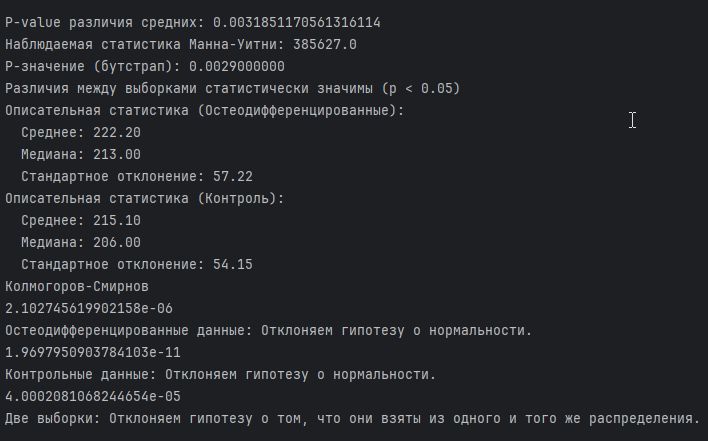 P-value различия средних: 0.0031851170561316114
Наблюдаемая статистика Манна-Уитни: 385627.0
P-значение (бутстрап): 0.0029000000
Различия между выборками статистически значимы (p < 0.05)
Описательная статистика (Остеодифференцированные):
Среднее: 222.20
Медиана: 213.00
Стандартное отклонение: 57.22
Описательная статистика (Контроль):
Среднее: 215.10
Медиана: 206.00
Стандартное отклонение: 54.15
Колмогоров-Смирнов
2.102745619902158e-06
Остеодифференцированные данные: Отклоняем гипотезу о нормальности.
1.9697950903784103e-11
Контрольные данные: Отклоняем гипотезу о нормальности.
4.0002081068244654e-05
Две выборки: Отклоняем гипотезу о том, что они взяты из одного и того же распределения.